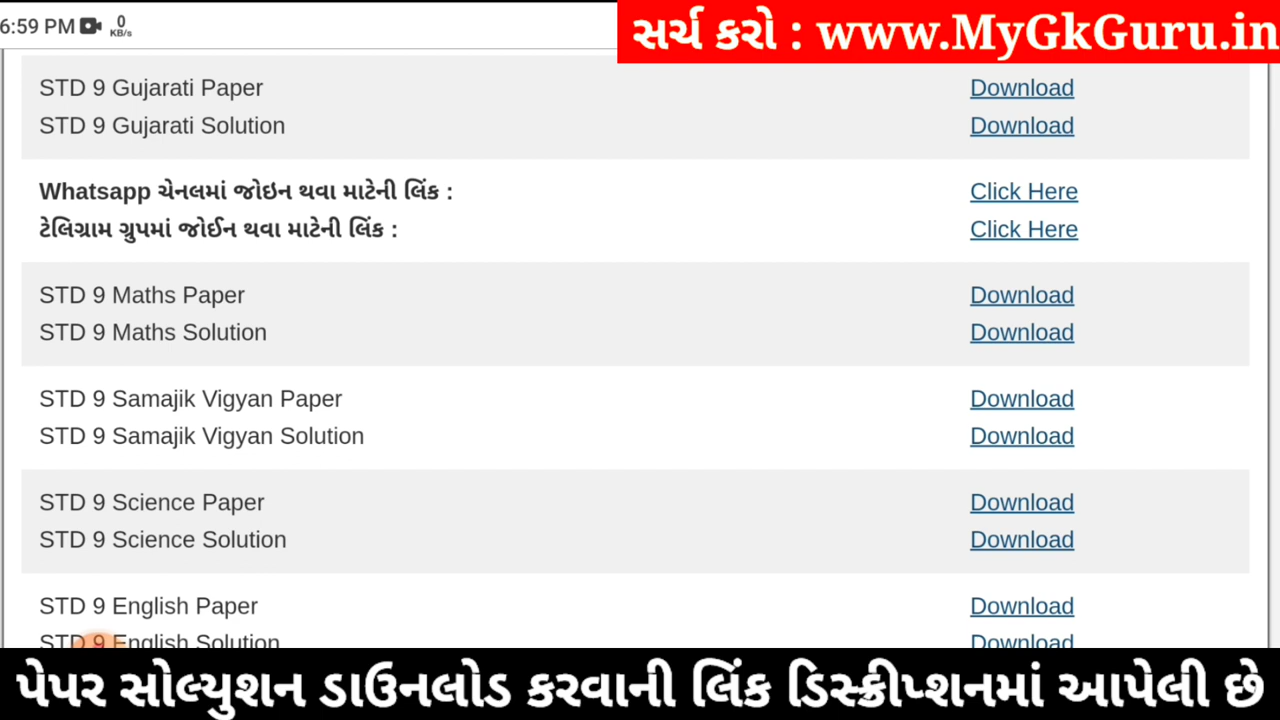 6:59 PM 0 KB/s
સર્ચ કરો : www.MyGkGuru.in
STD 9 Gujarati Paper Download
STD 9 Gujarati Solution Download
Whatsapp ચેનલમાં જોઇન થવા માટેની લિંક : Click Here
ટેલિગ્રામ ગ્રુપમાં જોઈન થવા માટેની લિંક : Click Here
STD 9 Maths Paper Download
STD 9 Maths Solution Download
STD 9 Samajik Vigyan Paper Download
STD 9 Samajik Vigyan Solution Download
STD 9 Science Paper Download
STD 9 Science Solution Download
STD 9 English Paper Download
STD 9 English Solution Download
પેપર સોલ્યુશન ડાઉનલોડ કરવાની લિંક ડિસ્ક્રીપ્શનમાં આપેલી છે